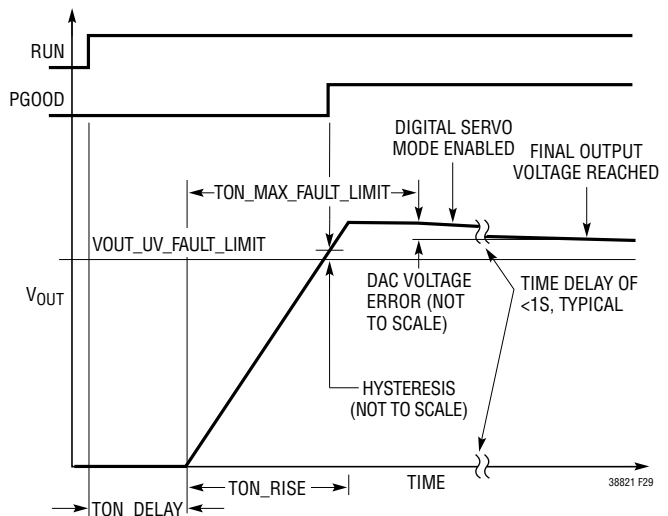 RUN
PGOOD
DIGITAL SERVO
MODE ENABLED
FINAL OUTPUT
VOLTAGE REACHED
TON_MAX_FAULT_LIMIT
VOUT_UV_FAULT_LIMIT
VOUT
DAC VOLTAGE
ERROR (NOT
TO SCALE)
TIME DELAY OF
<1S, TYPICAL
HYSTERESIS
(NOT TO SCALE)
TON_RISE
TIME
38821 F29
TON_DELAY